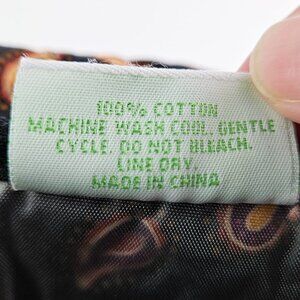 100% COTTON
MACHINE WASH COOL, GENTLE
CYCLE. DO NOT BLEACH.
LINE DRY.
MADE IN CHINA